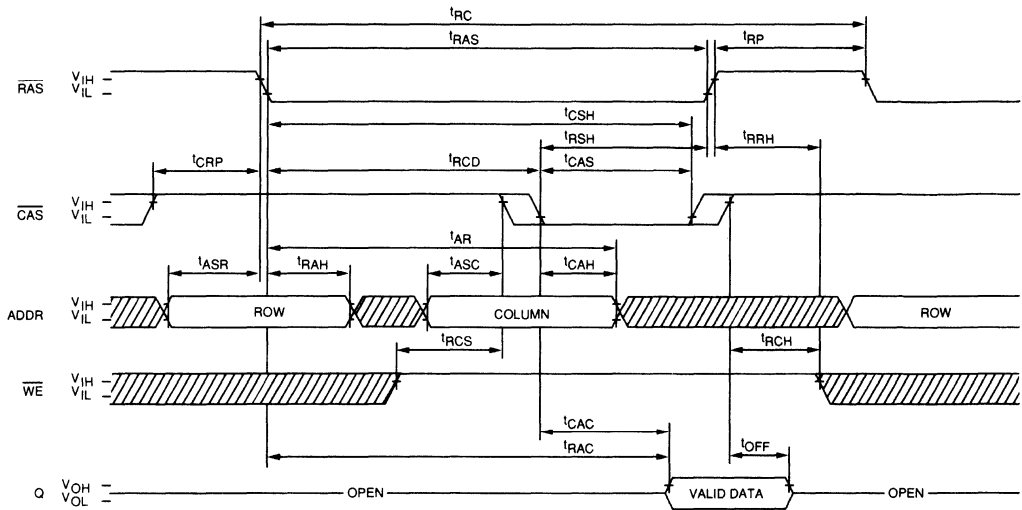 tRC
tRAS
tRP
RAS
VIH
VIL
tCSH
tRSH
tRRH
tCRP
tRCD
tCAS
CAS
VIH
VIL
tAR
tASR
tRAH
tASC
tCAH
ADDR
VIH
VIL
ROW
COLUMN
ROW
tRCS
tRCH
WE
VIH
VIL
tCAC
tRAC
tOFF
Q
VOH
VOL
OPEN
VALID DATA
OPEN